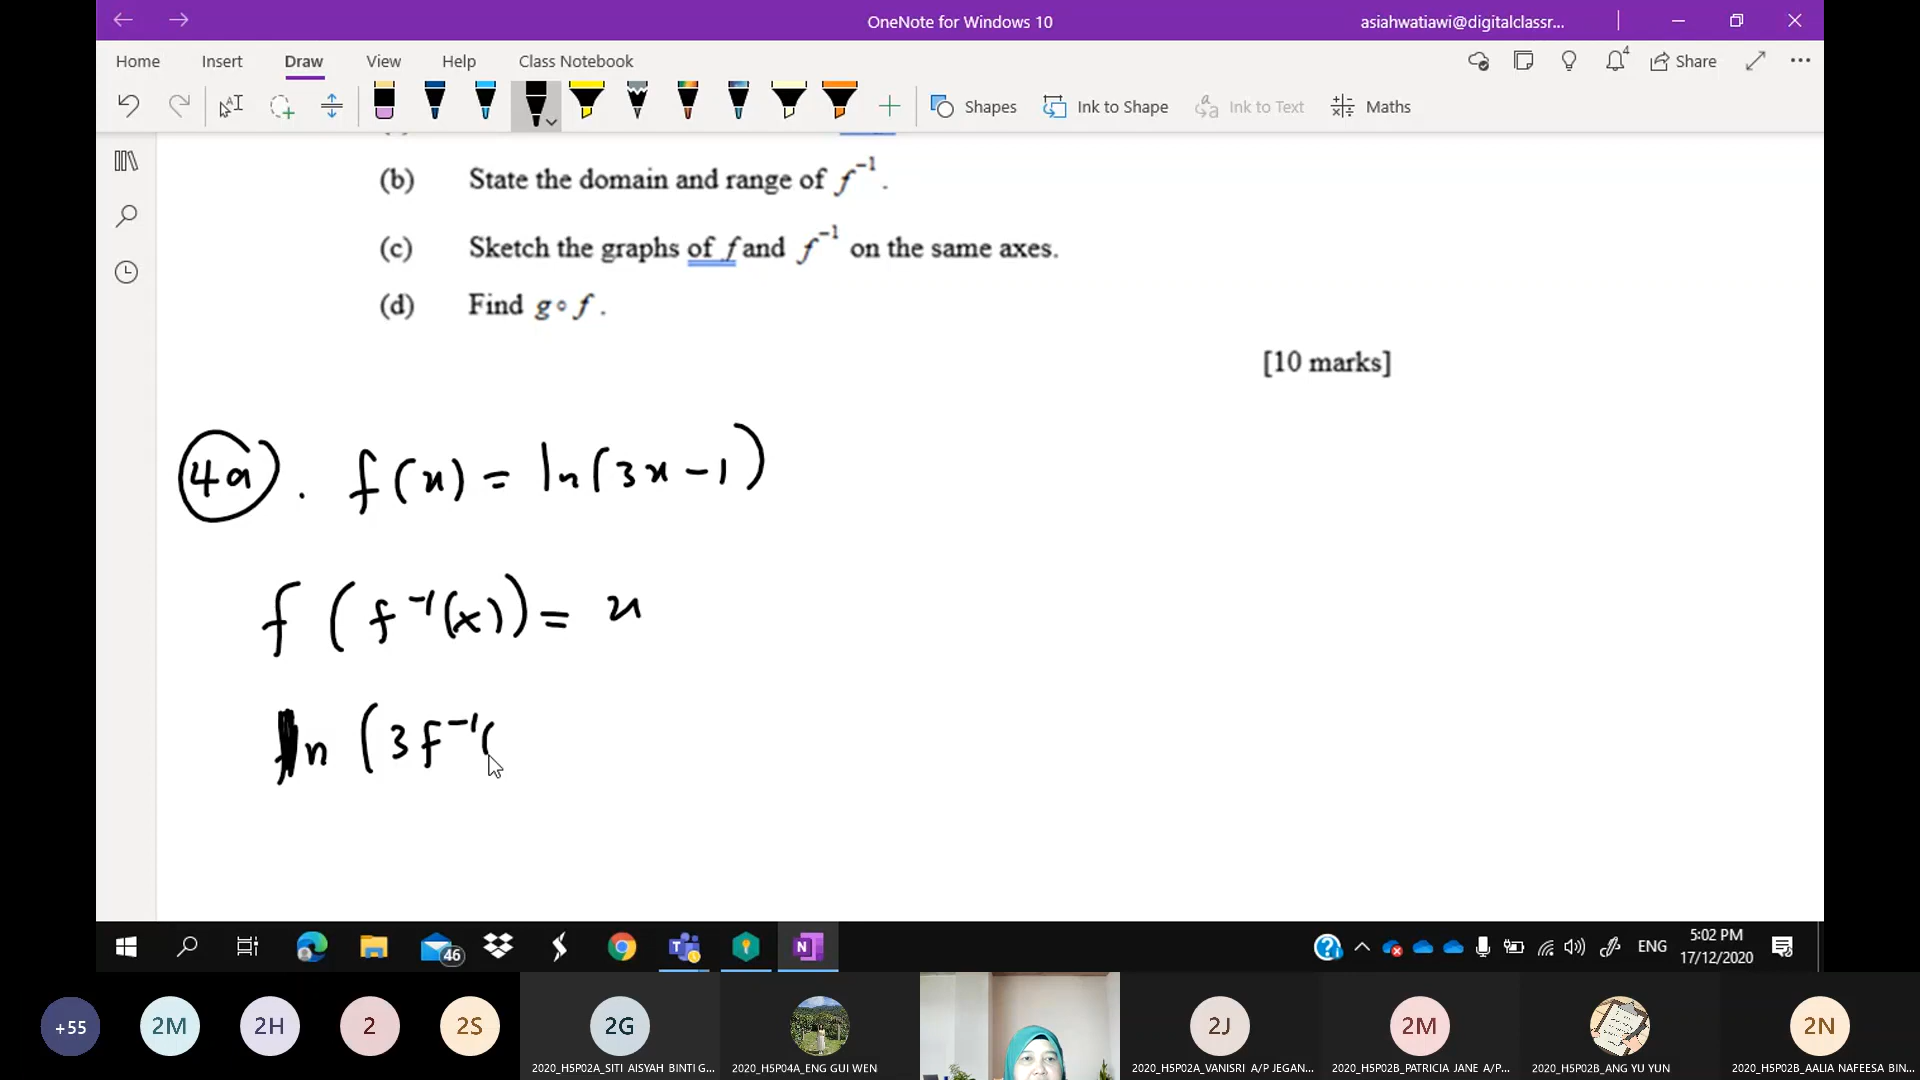 OneNote for Windows 10
asiahwatiawi@digitalclassr...
Home Insert Draw View Help Class Notebook
4
Share
Shapes Ink to Shape Ink to Text Maths
(b) State the domain and range of f⁻¹ .
(c) Sketch the graphs of f and f⁻¹ on the same axes.
(d) Find g∘f .
[10 marks]
4a . f(x) = ln(3x-1)
f (f⁻¹(x)) = x
ln (3f⁻¹(
46
ENG
5:02 PM
17/12/2020
+55 2M 2H 2 2S 2G 2J 2M 2N
2020_H5P02A_SITI AISYAH BINTI G...
2020_H5P04A_ENG GUI WEN
2020_H5P02A_VANISRI A/P JEGAN...
2020_H5P02B_PATRICIA JANE A/P...
2020_H5P02B_ANG YU YUN
2020_H5P02B_AALIA NAFEESA BIN...